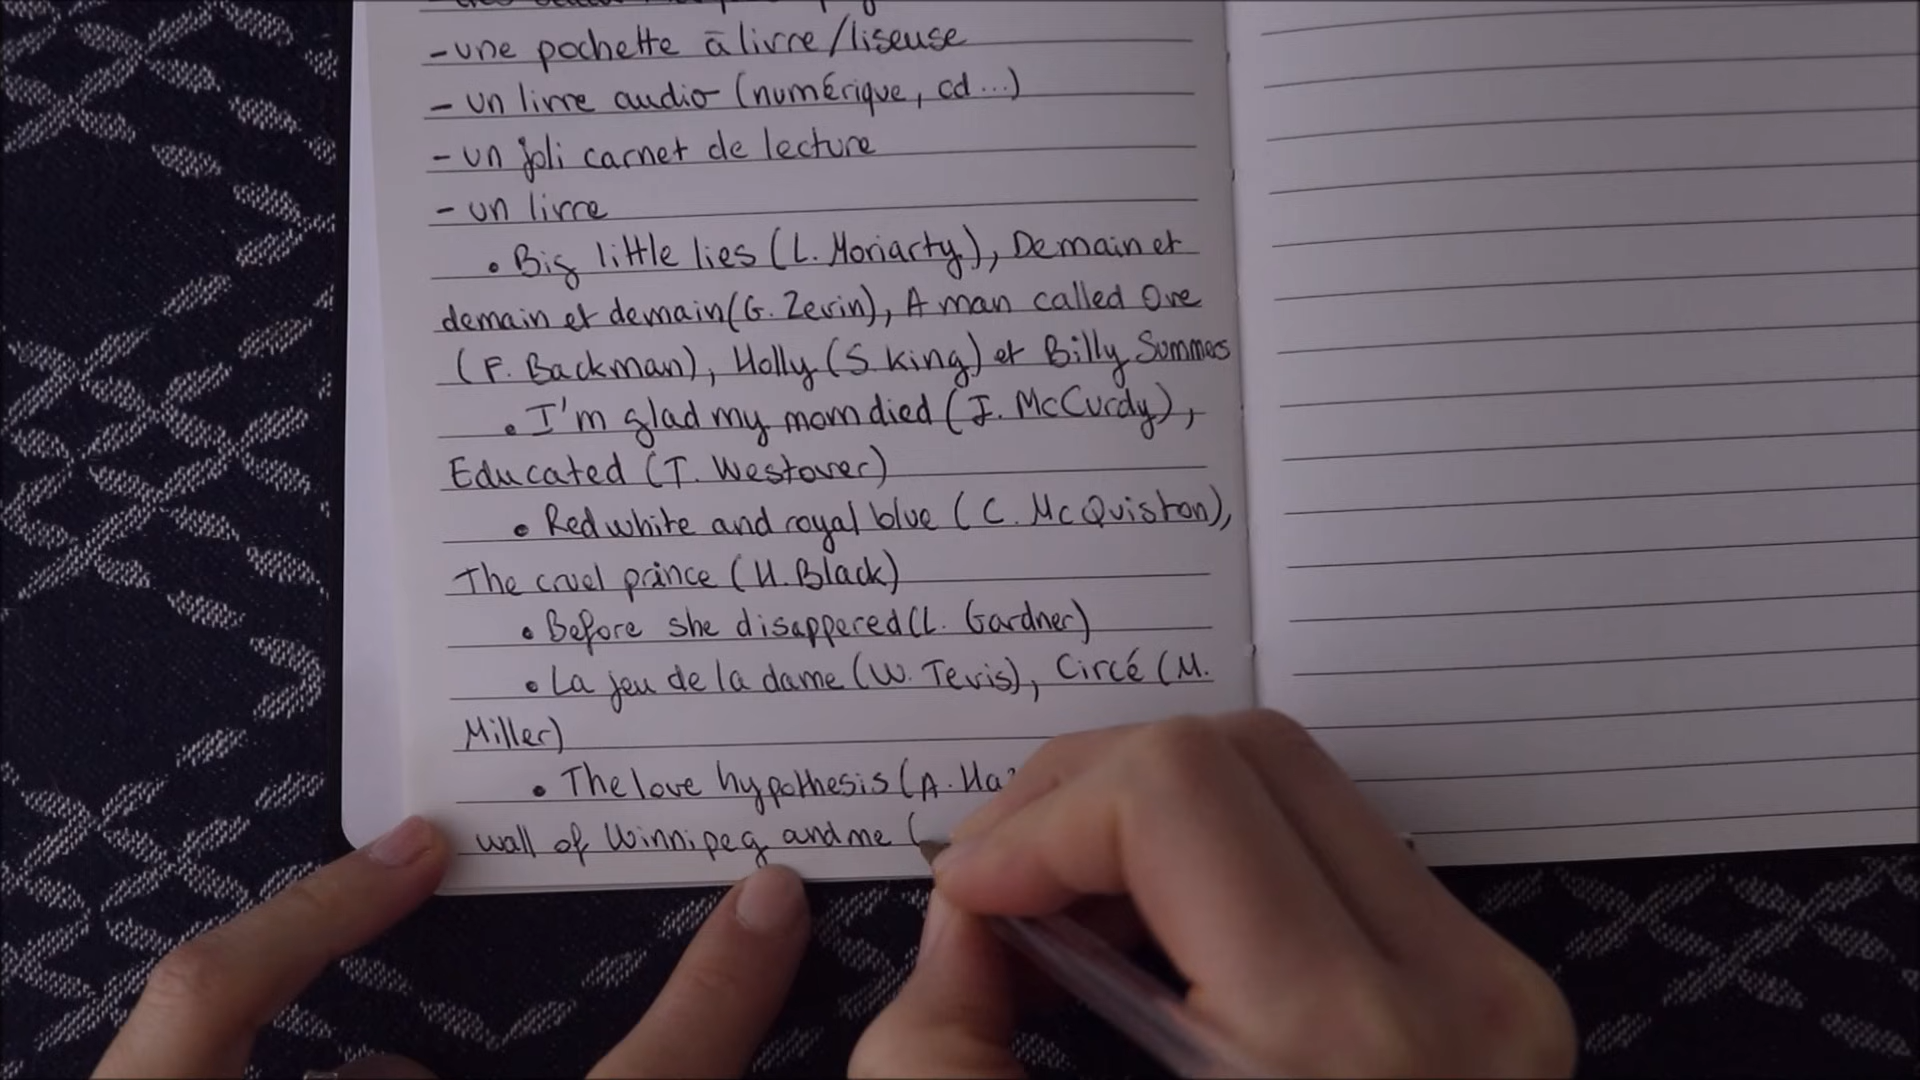 - une pochette à livre/liseuse
- un livre audio (numérique, cd...)
- un joli carnet de lecture
- un livre
• Big little lies (L. Moriarty), Demain et
demain et demain (G. Zevin), A man called Ove
(F. Backman), Holly (S. King) et Billy Summers
• I'm glad my mom died (J. McCurdy),
Educated (T. Westover)
• Red white and royal blue (C. McQuiston),
The cruel prince (H. Black)
• Before she disappered (L. Gardner)
• La jeu de la dame (W. Tevis), Circé (M.
Miller)
• The love hypothesis (A. Haz
wall of Winnipeg and me (